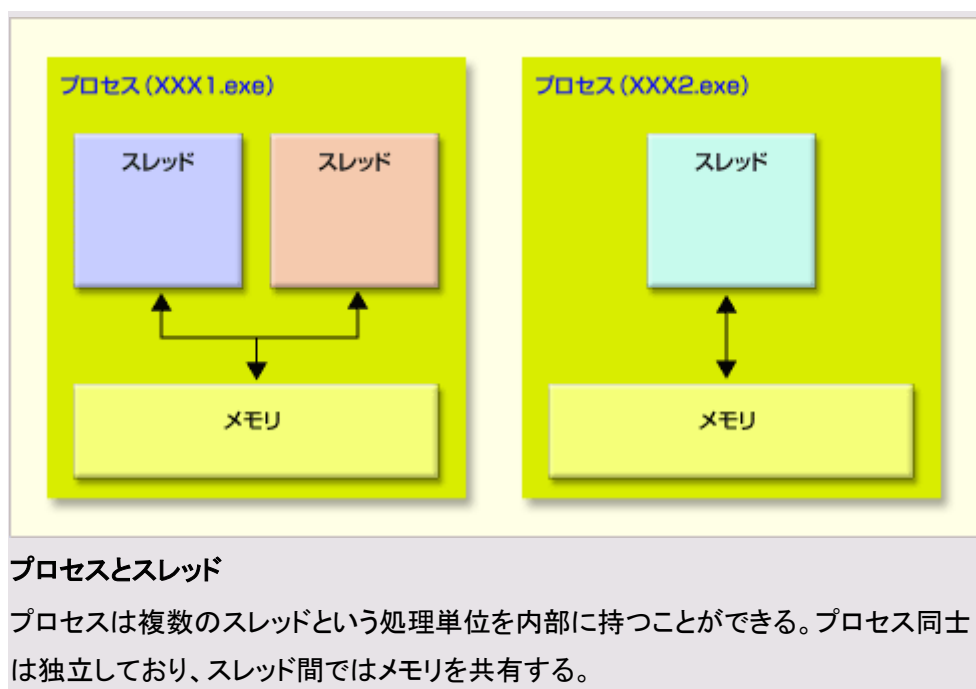 プロセス(XXX1.exe)
スレッド
スレッド
メモリ
プロセス(XXX2.exe)
スレッド
メモリ
プロセスとスレッド
プロセスは複数のスレッドという処理単位を内部に持つことができる。プロセス同士
は独立しており、スレッド間ではメモリを共有する。